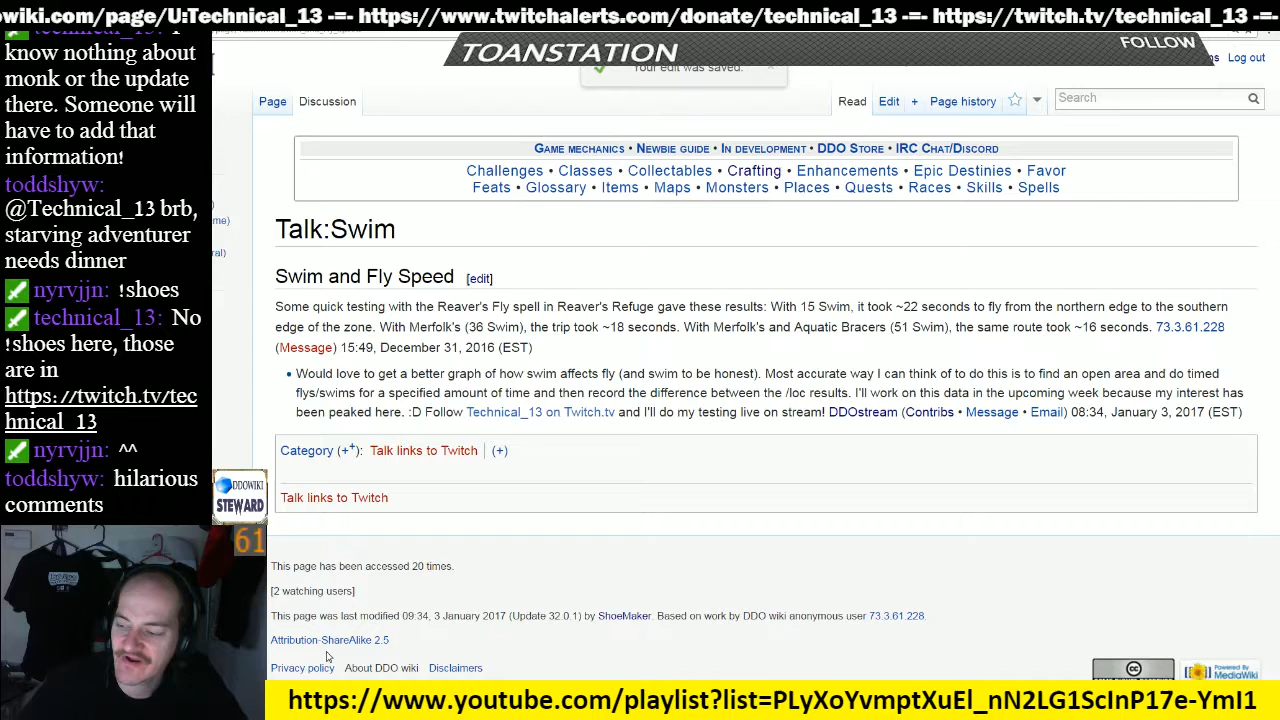 owiki.com/page/U:Technical_13 -=- https://www.twitchalerts.com/donate/technical_13 -=- https://twitch.tv/technical_13 -=-
technical_13: I
know nothing about
monk or the update
there. Someone will
have to add that
information!
toddshyw:
@Technical_13 brb,
starving adventurer
needs dinner
nyrvjjn: !shoes
technical_13: No
!shoes here, those
are in
https://twitch.tv/tec
hnical_13
nyrvjjn: ^^
toddshyw: hilarious
comments
DDOWIKI
STEWARD
61
TOANSTATION
FOLLOW
Your edit was saved.
Log out
Page Discussion Read Edit + Page history Search
Game mechanics • Newbie guide • In development • DDO Store • IRC Chat/Discord
Challenges • Classes • Collectables • Crafting • Enhancements • Epic Destinies • Favor
Feats • Glossary • Items • Maps • Monsters • Places • Quests • Races • Skills • Spells
Talk:Swim
Swim and Fly Speed [edit]
Some quick testing with the Reaver's Fly spell in Reaver's Refuge gave these results: With 15 Swim, it took ~22 seconds to fly from the northern edge to the southern
edge of the zone. With Merfolk's (36 Swim), the trip took ~18 seconds. With Merfolk's and Aquatic Bracers (51 Swim), the same route took ~16 seconds. 73.3.61.228
(Message) 15:49, December 31, 2016 (EST)
• Would love to get a better graph of how swim affects fly (and swim to be honest). Most accurate way I can think of to do this is to find an open area and do timed
flys/swims for a specified amount of time and then record the difference between the /loc results. I'll work on this data in the upcoming week because my interest has
been peaked here. :D Follow Technical_13 on Twitch.tv and I'll do my testing live on stream! DDOstream (Contribs • Message • Email) 08:34, January 3, 2017 (EST)
Category (++): Talk links to Twitch (+)
Talk links to Twitch
This page has been accessed 20 times.
[2 watching users]
This page was last modified 09:34, 3 January 2017 (Update 32.0.1) by ShoeMaker. Based on work by DDO wiki anonymous user 73.3.61.228.
Attribution-ShareAlike 2.5
Privacy policy About DDO wiki Disclaimers
Powered By
MediaWiki
https://www.youtube.com/playlist?list=PLyXoYvmptXuEl_nN2LG1ScInP17e-YmI1